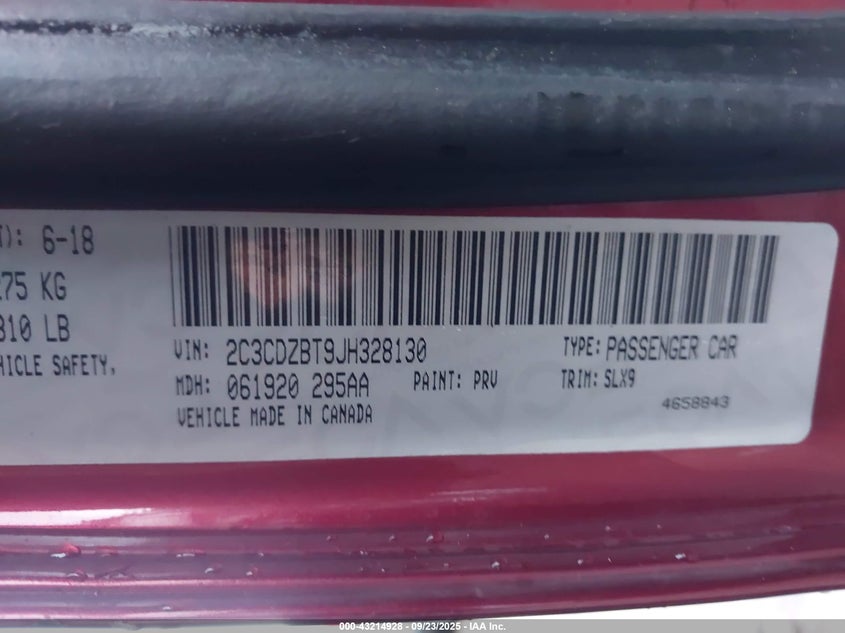 T): 6-18
275 KG
310 LB
HICLE SAFETY,
VIN: 2C3CDZBT9JH328130
TYPE: PASSENGER CAR
MDH: 061920 295AA
PAINT: PRV
TRIM: SLX9
VEHICLE MADE IN CANADA
4658843
000-43214928 - 09/23/2025 - IAA Inc.